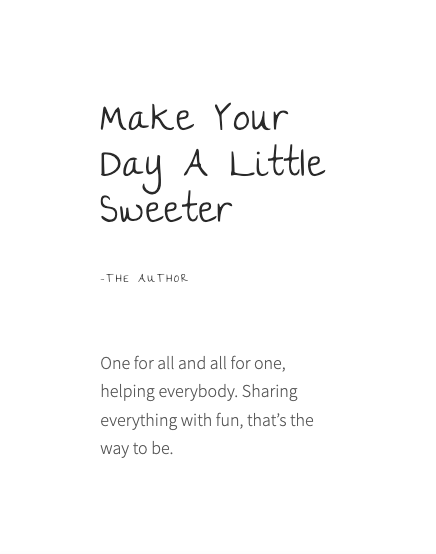 Make Your
Day A Little
Sweeter
-THE AUTHOR
One for all and all for one,
helping everybody. Sharing
everything with fun, that’s the
way to be.